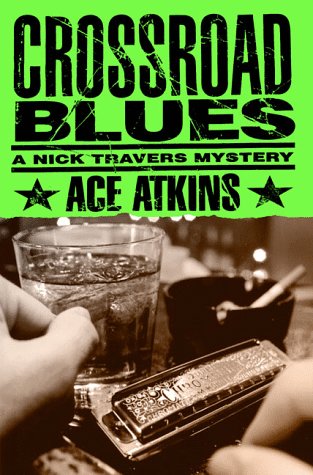 CROSSROAD
BLUES
A NICK TRAVERS MYSTERY
ACE ATKINS